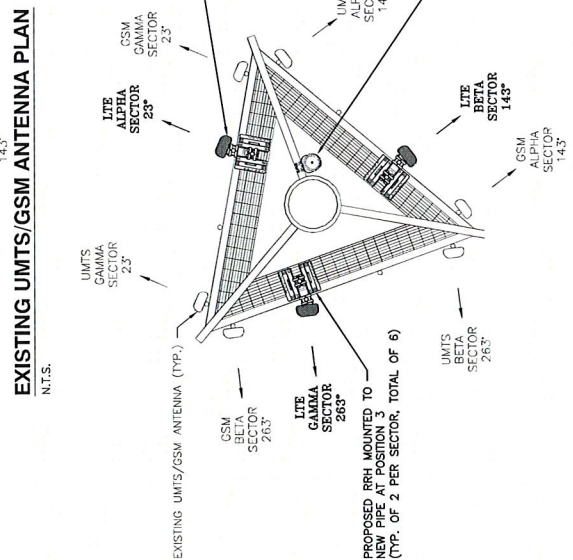 143°
EXISTING UMTS/GSM ANTENNA PLAN
N.T.S.
GSM
GAMMA
SECTOR
23°
LTE
ALPHA
SECTOR
23°
UMTS
GAMMA
SECTOR
23°
LTE
BETA
SECTOR
143°
GSM
ALPHA
SECTOR
143°
EXISTING UMTS/GSM ANTENNA (TYP.)
GSM
BETA
SECTOR
263°
LTE
GAMMA
SECTOR
263°
UMTS
BETA
SECTOR
263°
PROPOSED RRH MOUNTED TO
NEW PIPE AT POSITION 3
(TYP. OF 2 PER SECTOR, TOTAL OF 6)